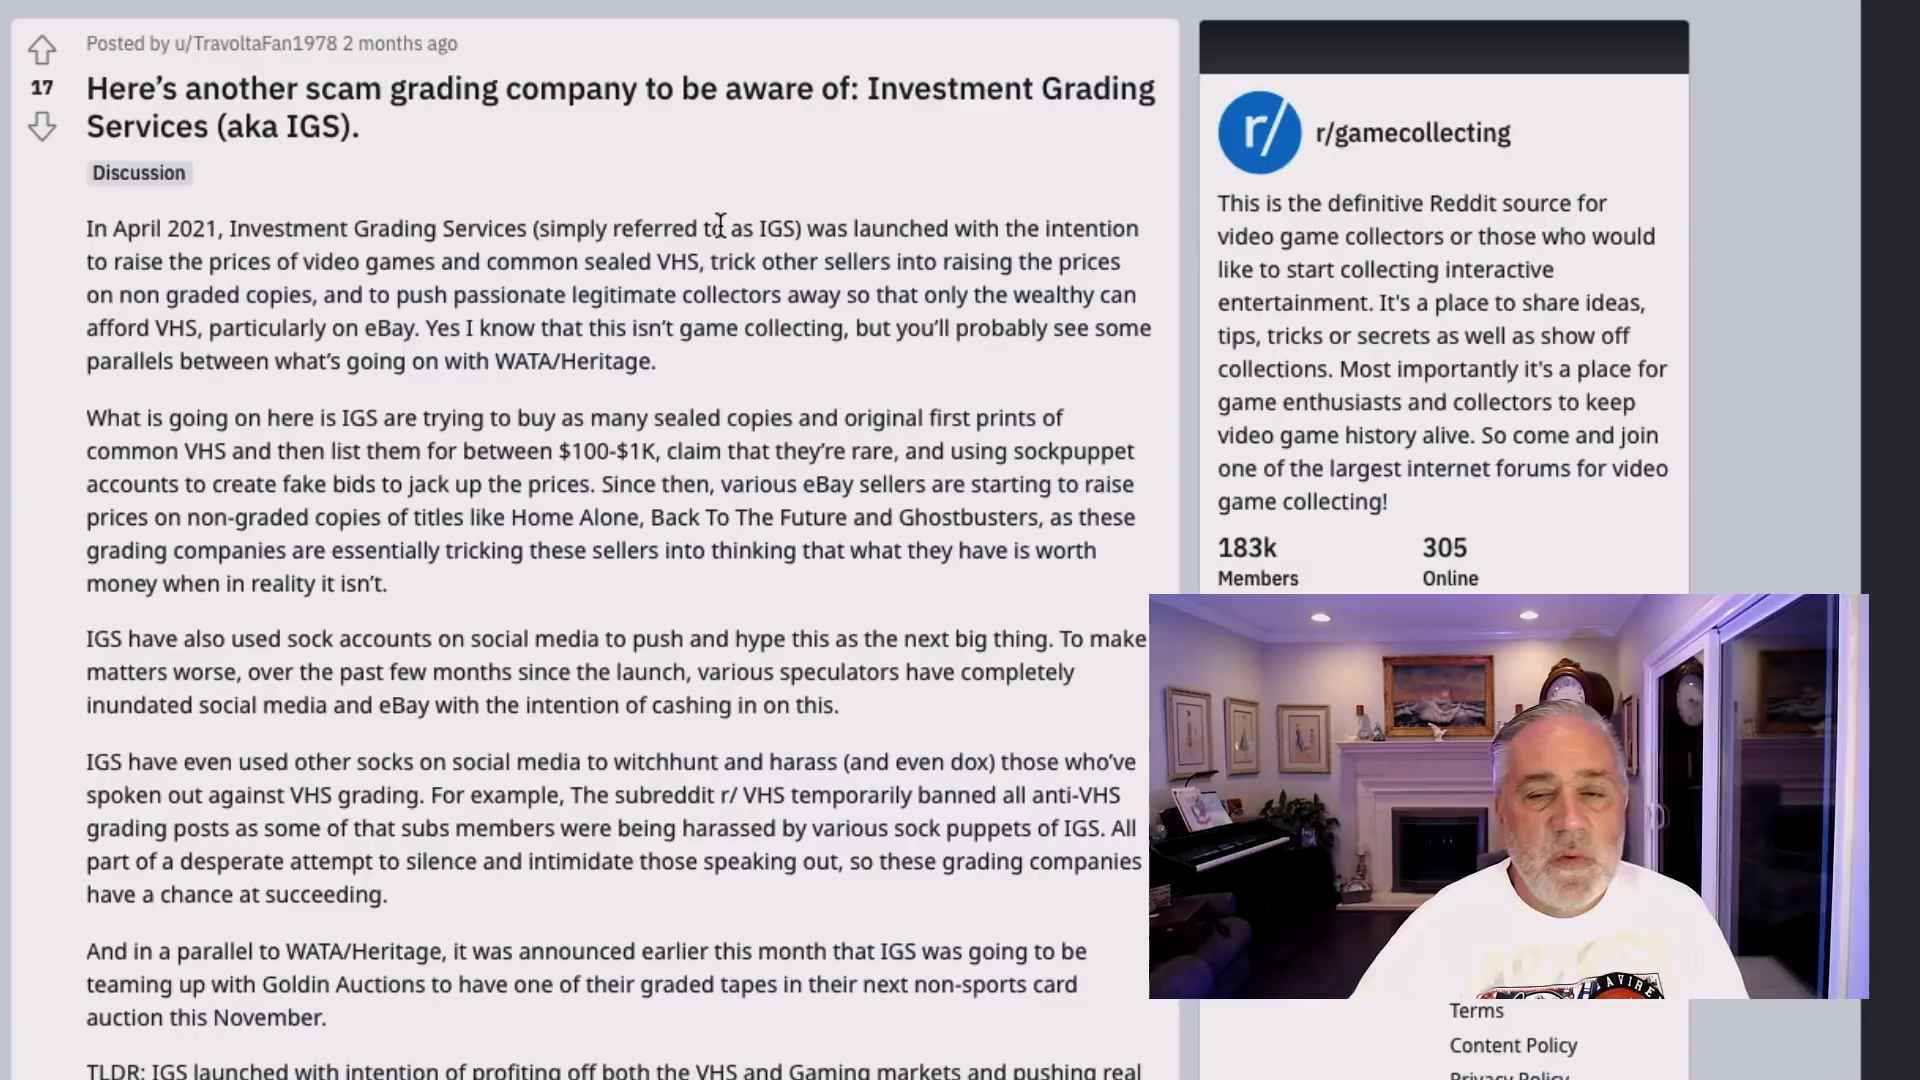 Posted by u/TravoltaFan1978 2 months ago
17
Here's another scam grading company to be aware of: Investment Grading
Services (aka IGS).
Discussion
In April 2021, Investment Grading Services (simply referred to as IGS) was launched with the intention
to raise the prices of video games and common sealed VHS, trick other sellers into raising the prices
on non graded copies, and to push passionate legitimate collectors away so that only the wealthy can
afford VHS, particularly on eBay. Yes I know that this isn't game collecting, but you'll probably see some
parallels between what's going on with WATA/Heritage.
What is going on here is IGS are trying to buy as many sealed copies and original first prints of
common VHS and then list them for between $100-$1K, claim that they're rare, and using sockpuppet
accounts to create fake bids to jack up the prices. Since then, various eBay sellers are starting to raise
prices on non-graded copies of titles like Home Alone, Back To The Future and Ghostbusters, as these
grading companies are essentially tricking these sellers into thinking that what they have is worth
money when in reality it isn't.
IGS have also used sock accounts on social media to push and hype this as the next big thing. To make
matters worse, over the past few months since the launch, various speculators have completely
inundated social media and eBay with the intention of cashing in on this.
IGS have even used other socks on social media to witchhunt and harass (and even dox) those who've
spoken out against VHS grading. For example, The subreddit r/ VHS temporarily banned all anti-VHS
grading posts as some of that subs members were being harassed by various sock puppets of IGS. All
part of a desperate attempt to silence and intimidate those speaking out, so these grading companies
have a chance at succeeding.
And in a parallel to WATA/Heritage, it was announced earlier this month that IGS was going to be
teaming up with Goldin Auctions to have one of their graded tapes in their next non-sports card
auction this November.
TLDR: IGS launched with intention of profiting off both the VHS and Gaming markets and pushing real
r/
r/gamecollecting
This is the definitive Reddit source for
video game collectors or those who would
like to start collecting interactive
entertainment. It's a place to share ideas,
tips, tricks or secrets as well as show off
collections. Most importantly it's a place for
game enthusiasts and collectors to keep
video game history alive. So come and join
one of the largest internet forums for video
game collecting!
183k 305
Members Online
Terms
Content Policy
Privacy Policy